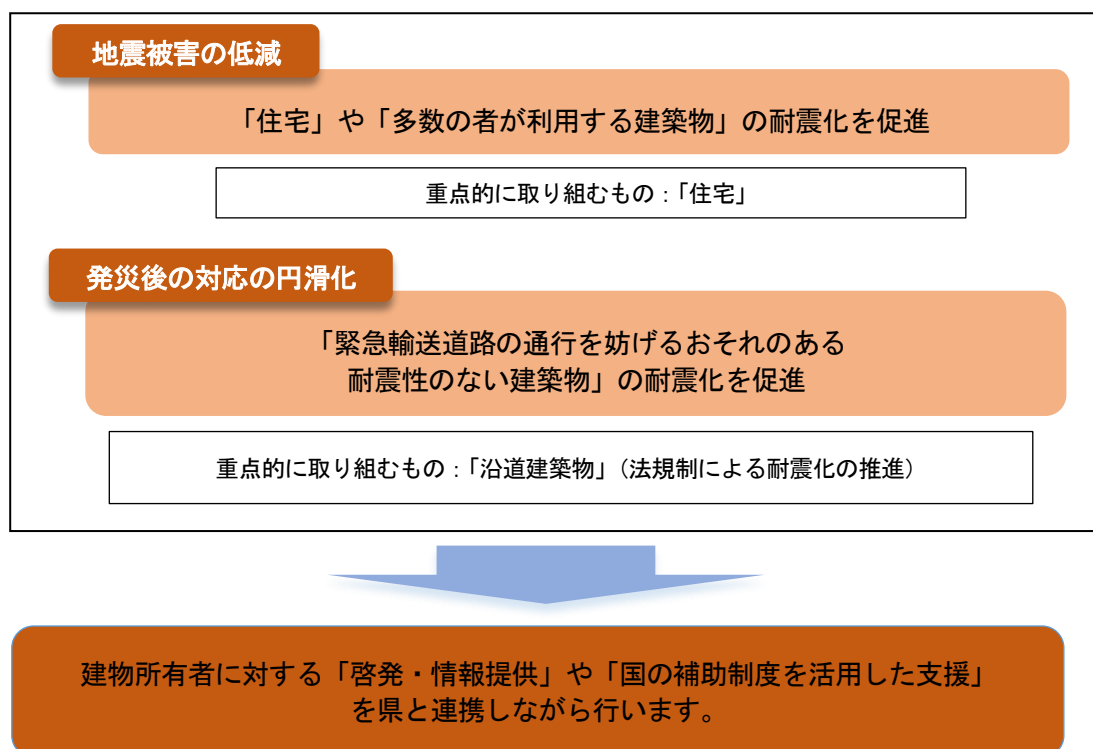 地震被害の低減
「住宅」や「多数の者が利用する建築物」の耐震化を促進
重点的に取り組むもの：「住宅」
発災後の対応の円滑化
「緊急輸送道路の通行を妨げるおそれのある
耐震性のない建築物」の耐震化を促進
重点的に取り組むもの：「沿道建築物」（法規制による耐震化の推進）
建物所有者に対する「啓発・情報提供」や「国の補助制度を活用した支援」
を県と連携しながら行います。